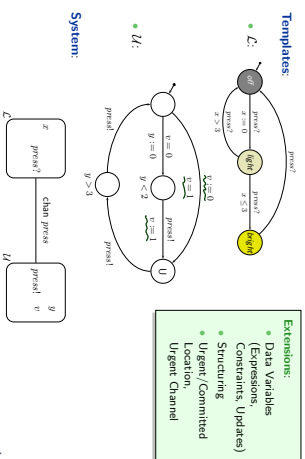 Templates:
• L:
off
light
bright
press?
press?
x := 0
press?
x ≤ 3
press?
x > 3
• U:
v := 0
v = 1
v = 0
y := 0
y < 2
press!
v := 1
U
press!
y > 3
press!
System:
x
press?
L
chan press
y
press!
v
U
Extensions:
• Data Variables
(Expressions,
Constraints, Updates)
• Structuring
• Urgent/Committed
Location,
Urgent Channel